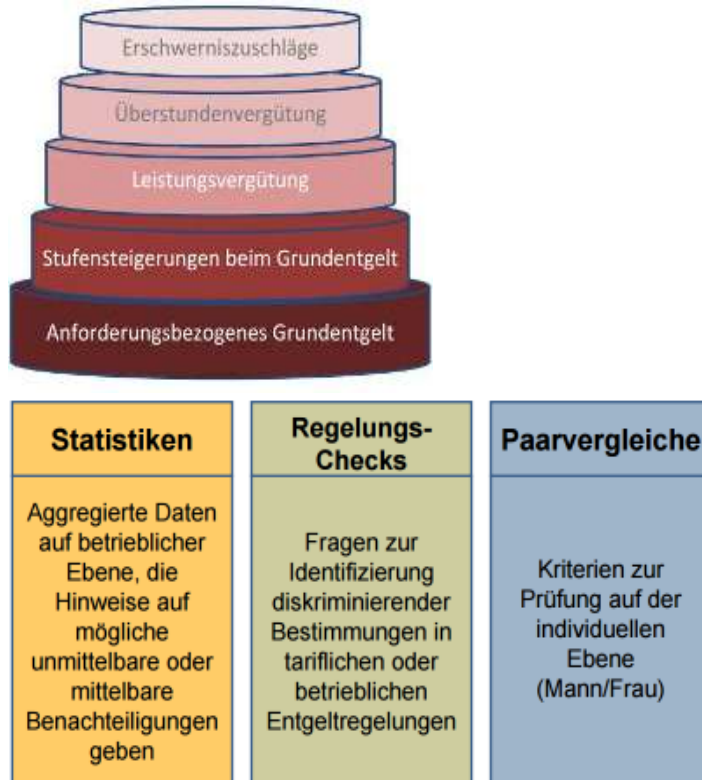 Erschwerniszuschläge
Überstundenvergütung
Leistungsvergütung
Stufensteigerungen beim Grundentgelt
Anforderungsbezogenes Grundentgelt
Statistiken
Aggregierte Daten
auf betrieblicher
Ebene, die
Hinweise auf
mögliche
unmittelbare oder
mittelbare
Benachteiligungen
geben
Regelungs-
Checks
Fragen zur
Identifizierung
diskriminierender
Bestimmungen in
tariflichen oder
betrieblichen
Entgeltregelungen
Paarvergleiche
Kriterien zur
Prüfung auf der
individuellen
Ebene
(Mann/Frau)